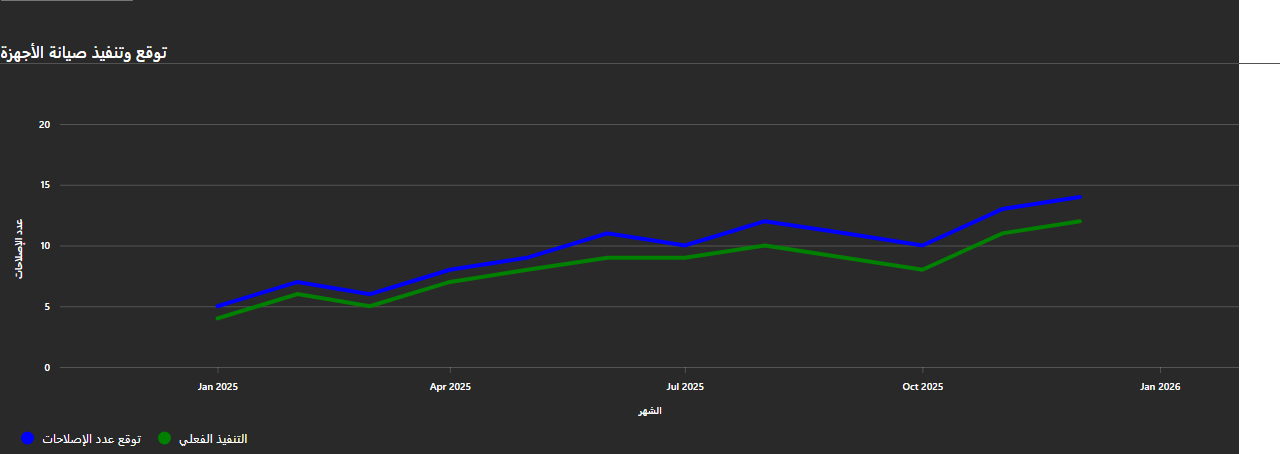 توقع وتنفيذ صيانة الأجهزة
20
15
10
5
0
عدد الإصلاحات
Jan 2025
Apr 2025
Jul 2025
Oct 2025
Jan 2026
الشهر
توقع عدد الإصلاحات
التنفيذ الفعلي